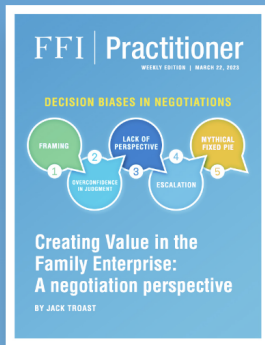 FFI | Practitioner
WEEKLY EDITION | MARCH 22, 2023
DECISION BIASES IN NEGOTIATIONS
FRAMING
1
2
OVERCONFIDENCE
IN JUDGMENT
LACK OF
PERSPECTIVE
3
4
ESCALATION
MYTHICAL
FIXED PIE
5
Creating Value in the
Family Enterprise:
A negotiation perspective
BY JACK TROAST